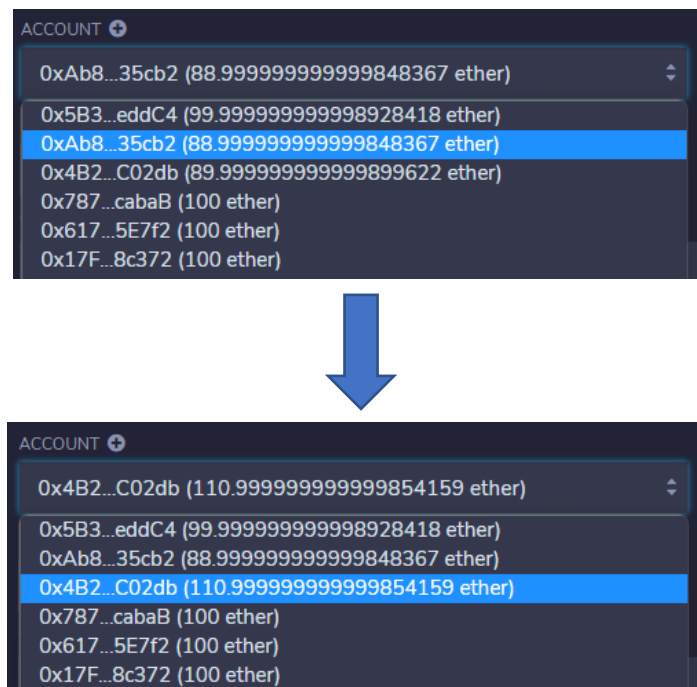 ACCOUNT
0xAb8...35cb2 (88.999999999999848367 ether)
0x5B3...eddC4 (99.999999999998928418 ether)
0xAb8...35cb2 (88.999999999999848367 ether)
0x4B2...C02db (89.999999999999899622 ether)
0x787...cabaB (100 ether)
0x617...5E7f2 (100 ether)
0x17F...8c372 (100 ether)
ACCOUNT
0x4B2...C02db (110.999999999999854159 ether)
0x5B3...eddC4 (99.999999999998928418 ether)
0xAb8...35cb2 (88.999999999999848367 ether)
0x4B2...C02db (110.999999999999854159 ether)
0x787...cabaB (100 ether)
0x617...5E7f2 (100 ether)
0x17F...8c372 (100 ether)